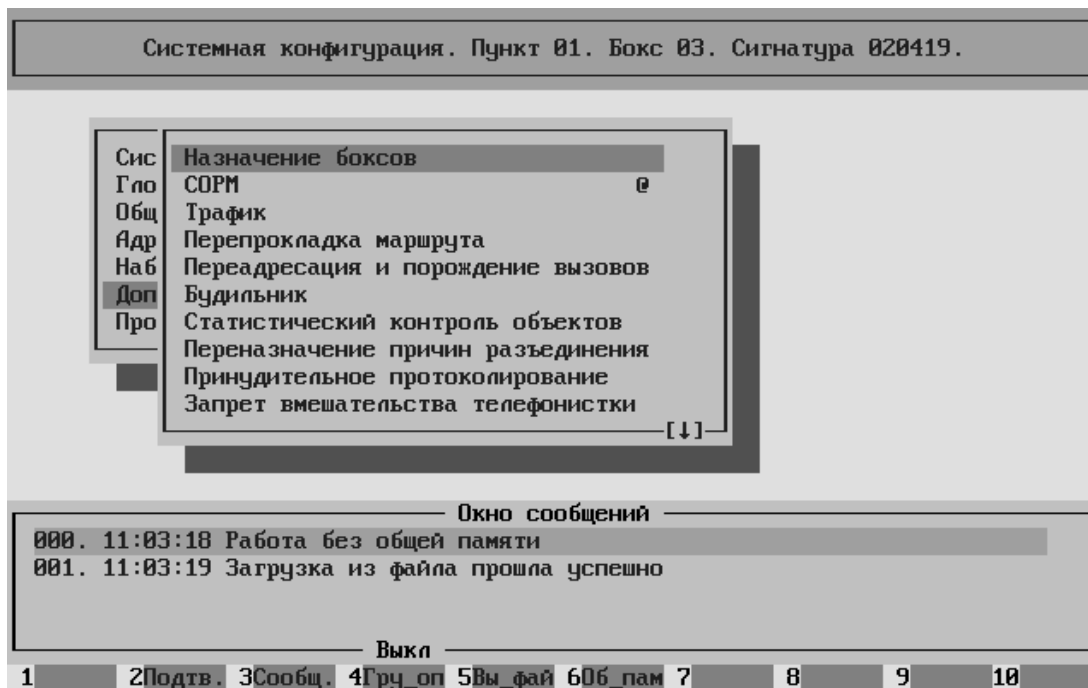 Системная конфигурация. Пункт 01. Бокс 03. Сигнатура 020419.
Сис
Гло
Общ
Адр
Наб
Доп
Про
Назначение боксов
СОРМ @
Трафик
Перепрокладка маршрута
Переадресация и порождение вызовов
Будильник
Статистический контроль объектов
Переназначение причин разъединения
Принудительное протоколирование
Запрет вмешательства телефонистки
[↓]
Окно сообщений
000. 11:03:18 Работа без общей памяти
001. 11:03:19 Загрузка из файла прошла успешно
Выкл
1 2Подтв. 3Сообщ. 4Гру_оп 5Вы_фай 6Об_пам 7 8 9 10